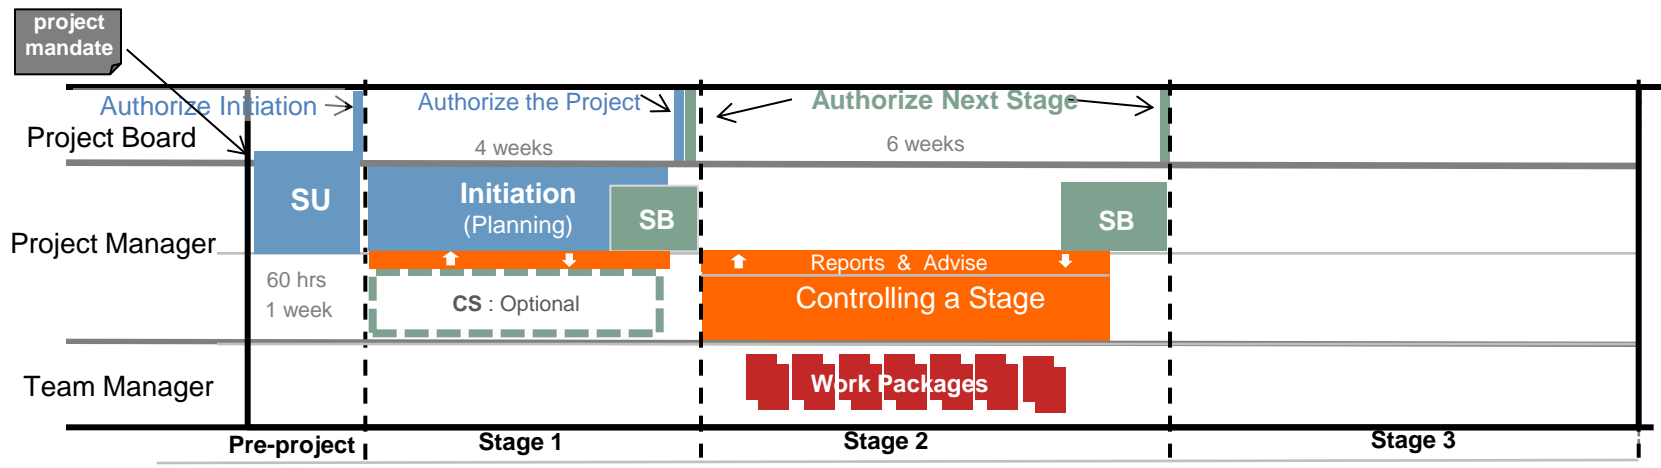 project
mandate
Authorize Initiation
Authorize the Project
Authorize Next Stage
Project Board
4 weeks
6 weeks
SU
Initiation
(Planning)
SB
SB
Project Manager
Reports & Advise
60 hrs
1 week
CS : Optional
Controlling a Stage
Team Manager
Work Packages
Pre-project
Stage 1
Stage 2
Stage 3